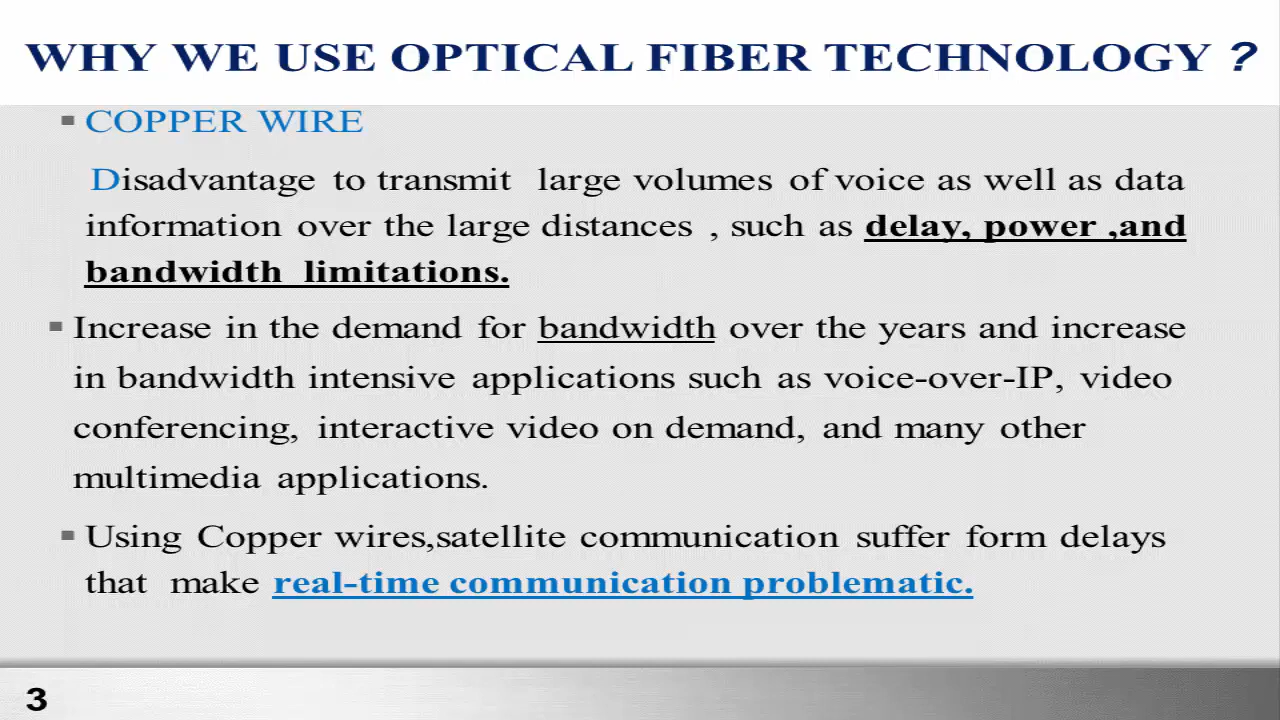 WHY WE USE OPTICAL FIBER TECHNOLOGY ?
▪ COPPER WIRE
Disadvantage to transmit large volumes of voice as well as data
information over the large distances , such as delay, power ,and
bandwidth limitations.
▪ Increase in the demand for bandwidth over the years and increase
in bandwidth intensive applications such as voice-over-IP, video
conferencing, interactive video on demand, and many other
multimedia applications.
▪ Using Copper wires,satellite communication suffer form delays
that make real-time communication problematic.
3